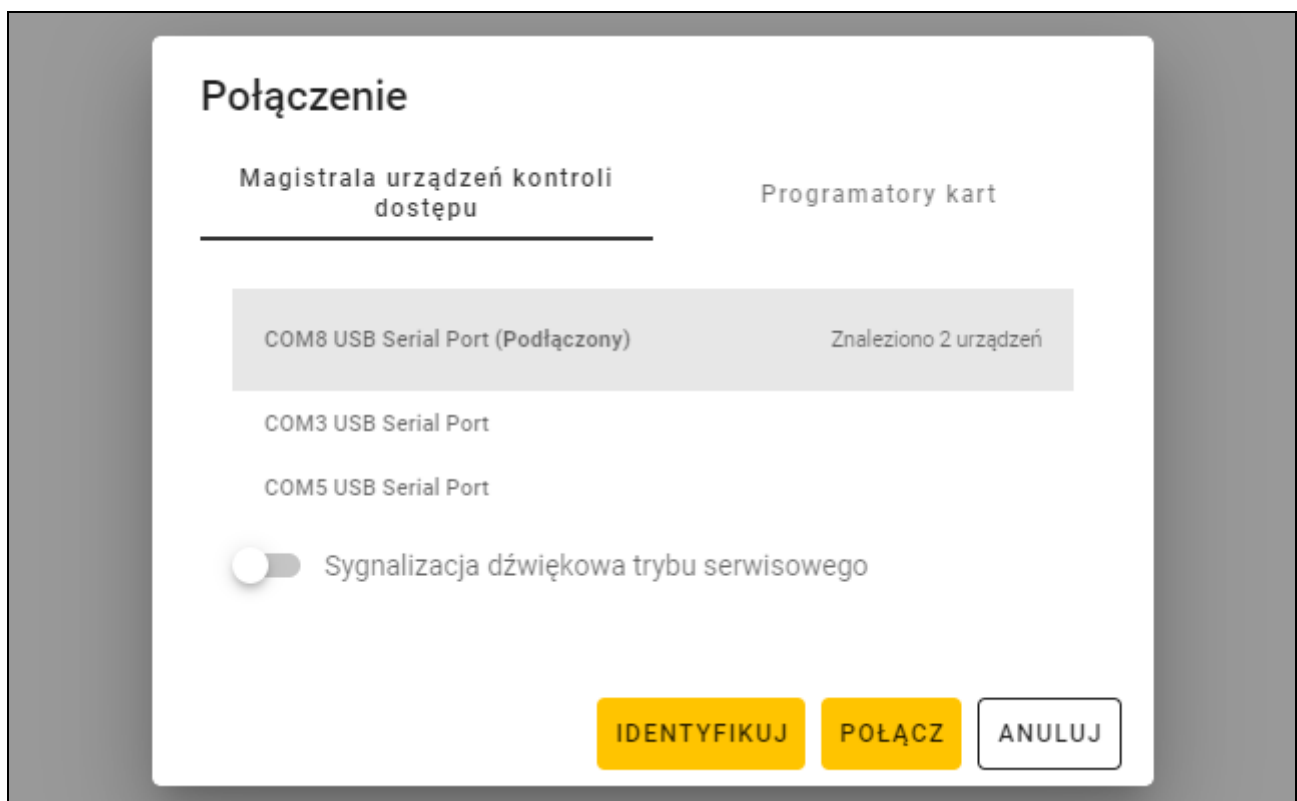 Połączenie
Magistrala urządzeń kontroli
dostępu
Programatory kart
COM8 USB Serial Port (Podłączony)
Znaleziono 2 urządzeń
COM3 USB Serial Port
COM5 USB Serial Port
Sygnalizacja dźwiękowa trybu serwisowego
IDENTYFIKUJ
POŁĄCZ
ANULUJ